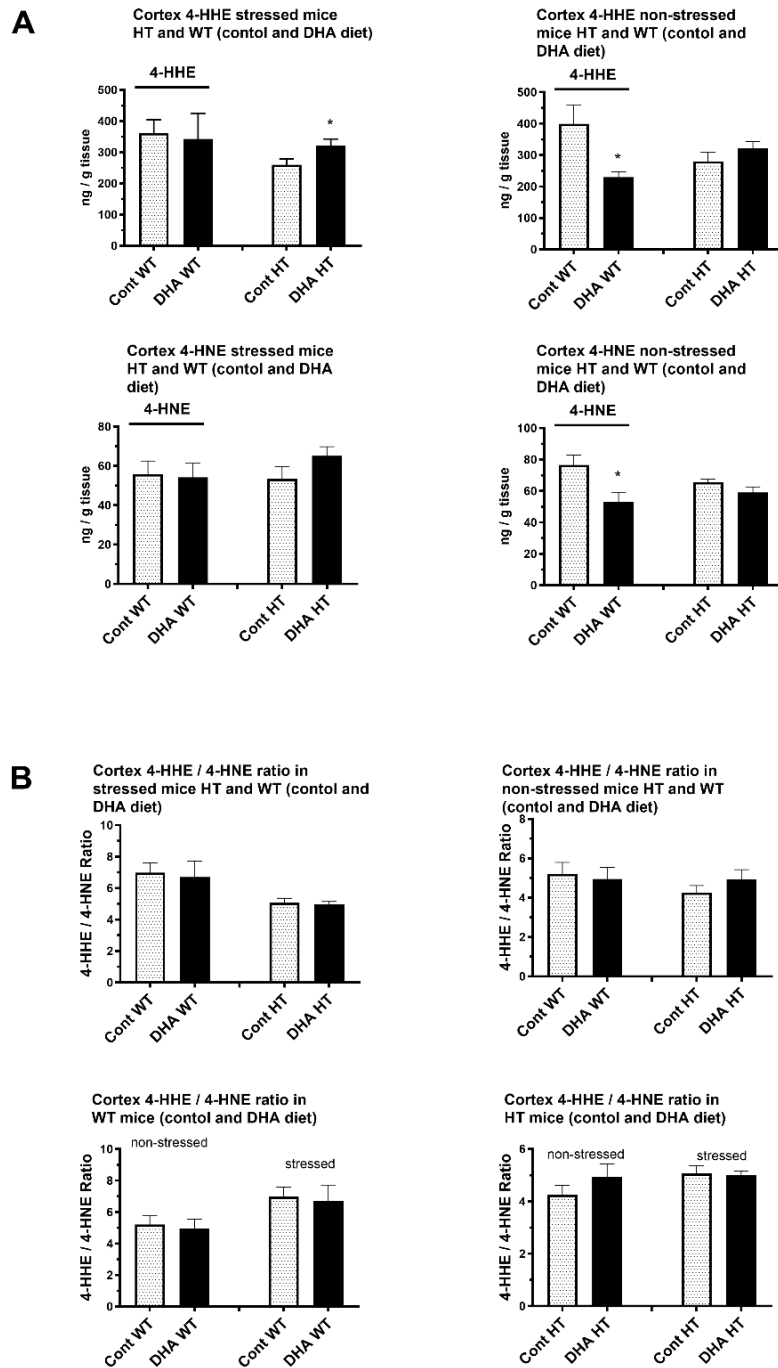 A
Cortex 4-HHE stressed mice
HT and WT (contol and DHA diet)
4-HHE
ng / g tissue
500
400
300
200
100
0
Cont WT
DHA WT
Cont HT
DHA HT
*
Cortex 4-HHE non-stressed
mice HT and WT (contol and
DHA diet)
4-HHE
ng / g tissue
500
400
300
200
100
0
Cont WT
DHA WT
Cont HT
DHA HT
*
Cortex 4-HNE stressed mice
HT and WT (contol and DHA
diet)
4-HNE
ng / g tissue
80
60
40
20
0
Cont WT
DHA WT
Cont HT
DHA HT
Cortex 4-HNE non-stressed
mice HT and WT (contol and
DHA diet)
4-HNE
ng / g tissue
100
80
60
40
20
0
Cont WT
DHA WT
Cont HT
DHA HT
*
B
Cortex 4-HHE / 4-HNE ratio in
stressed mice HT and WT (contol and
DHA diet)
4-HHE / 4-HNE Ratio
10
8
6
4
2
0
Cont WT
DHA WT
Cont HT
DHA HT
Cortex 4-HHE / 4-HNE ratio in
non-stressed mice HT and WT
(contol and DHA diet)
4-HHE / 4-HNE Ratio
8
6
4
2
0
Cont WT
DHA WT
Cont HT
DHA HT
Cortex 4-HHE / 4-HNE ratio in
WT mice (contol and DHA diet)
non-stressed
stressed
4-HHE / 4-HNE Ratio
10
8
6
4
2
0
Cont WT
DHA WT
Cont WT
DHA WT
Cortex 4-HHE / 4-HNE ratio in
HT mice (contol and DHA diet)
non-stressed
stressed
4-HHE / 4-HNE Ratio
6
4
2
0
Cont HT
DHA HT
Cont HT
DHA HT